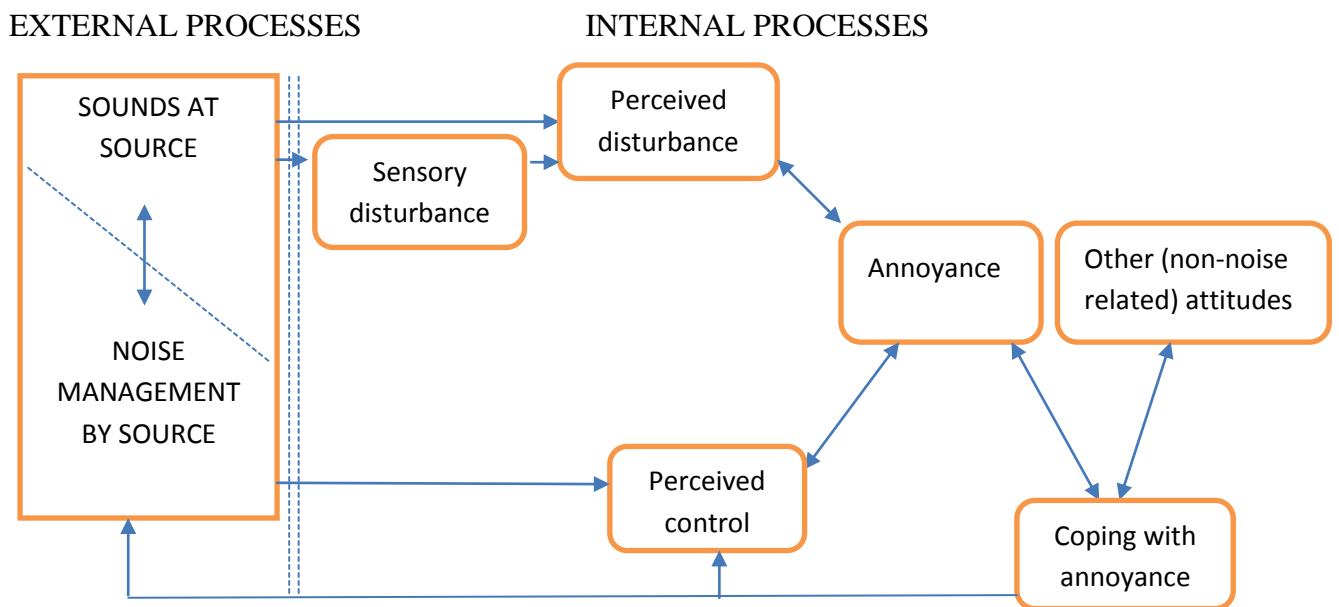 EXTERNAL PROCESSES
INTERNAL PROCESSES
SOUNDS AT
SOURCE
NOISE
MANAGEMENT
BY SOURCE
Sensory
disturbance
Perceived
disturbance
Annoyance
Other (non-noise
related) attitudes
Perceived
control
Coping with
annoyance